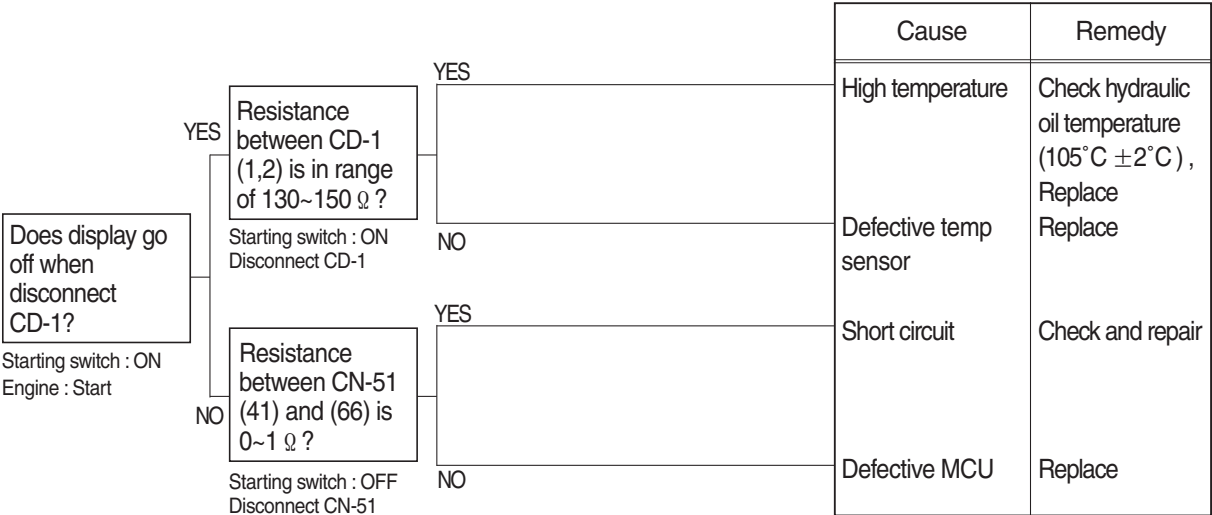 Does display go
off when
disconnect
CD-1?
Starting switch : ON
Engine : Start
YES
Resistance
between CD-1
(1,2) is in range
of 130~150 Ω ?
Starting switch : ON
Disconnect CD-1
NO
Resistance
between CN-51
(41) and (66) is
0~1 Ω ?
Starting switch : OFF
Disconnect CN-51
YES
NO
YES
NO
Cause
Remedy
High temperature
Check hydraulic
oil temperature
(105˚C ±2˚C ) ,
Replace
Defective temp
sensor
Replace
Short circuit
Check and repair
Defective MCU
Replace